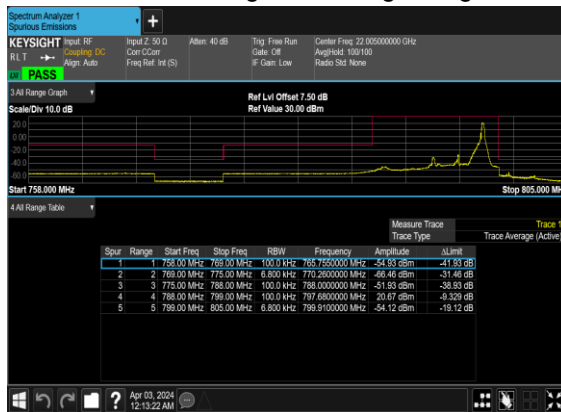 Spectrum Analyzer 1
Spurious Emissions
KEYSIGHT Input: RF
RLT Coupling: DC
Align: Auto
PASS
Input Z: 50 Ω
Corr CCorr
Freq Ref: Int (S)
Atten: 40 dB
Trig: Free Run
Gate: Off
IF Gain: Low
Center Freq: 22.005000000 GHz
Avg|Hold: 100/100
Radio Std: None
3 All Range Graph
Scale/Div 10.0 dB
Ref Lvl Offset 7.50 dB
Ref Value 30.00 dBm
20.0
0.00
-20.0
-40.0
-60.0
Start 758.000 MHz
Stop 805.000 MH
4 All Range Table
Measure Trace Trace 1
Trace Type Trace Average (Active)
Spur Range Start Freq Stop Freq RBW Frequency Amplitude ΔLimit
1 1 758.00 MHz 769.00 MHz 100.0 kHz 765.7550000 MHz -54.93 dBm -41.93 dB
2 2 769.00 MHz 775.00 MHz 6.800 kHz 770.2600000 MHz -66.46 dBm -31.46 dB
3 3 775.00 MHz 788.00 MHz 100.0 kHz 788.0000000 MHz -51.93 dBm -38.93 dB
4 4 788.00 MHz 799.00 MHz 100.0 kHz 797.6800000 MHz 20.67 dBm -9.329 dB
5 5 799.00 MHz 805.00 MHz 6.800 kHz 799.9100000 MHz -54.12 dBm -19.12 dB
? Apr 03, 2024
12:13:22 AM